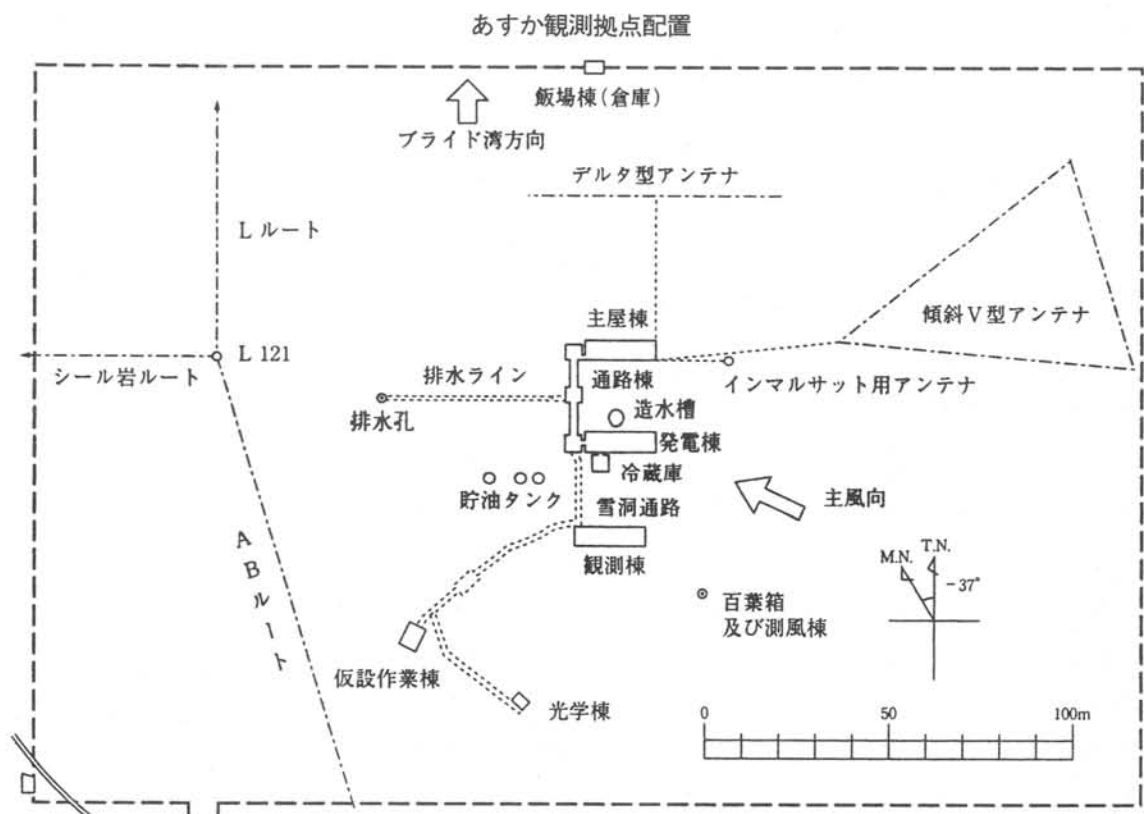 あすか観測拠点配置
飯場棟(倉庫)
ブライド湾方向
デルタ型アンテナ
Lルート
傾斜V型アンテナ
主屋棟
L 121
シール岩ルート
排水ライン
通路棟
インマルサット用アンテナ
造水槽
排水孔
発電棟
冷蔵庫
貯油タンク
雪洞通路
主風向
観測棟
M.N.
T.N.
-37°
ABルート
百葉箱
及び測風棟
仮設作業棟
光学棟
0
50
100m